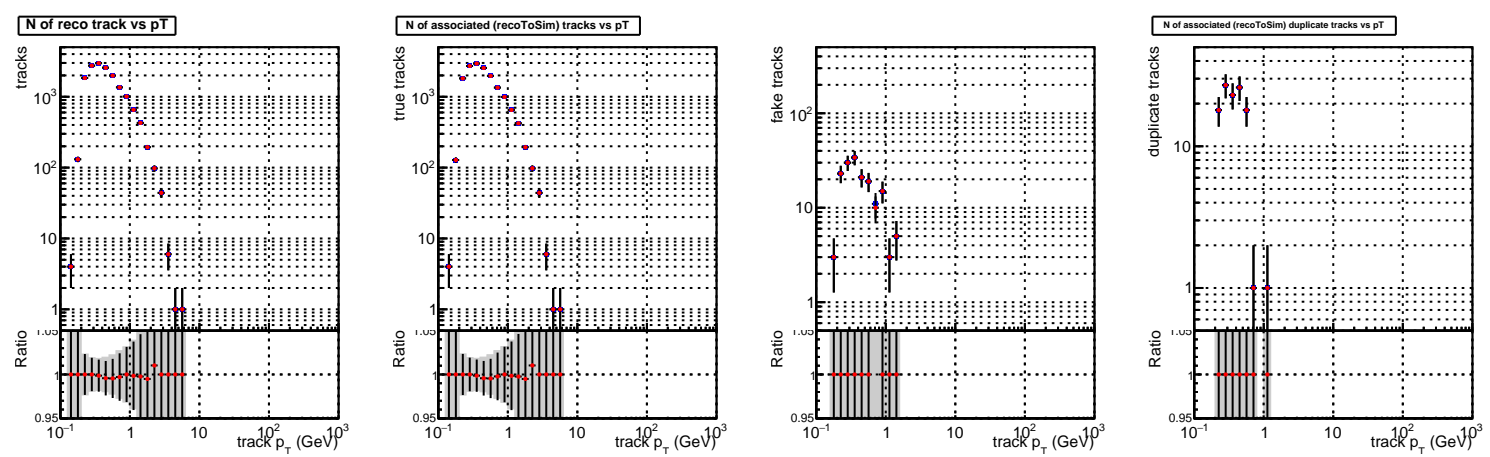 N of reco track vs pT
tracks
10³
10²
10
1
Ratio
1.05
1
0.95
10⁻¹ 1 10 10² 10³
track p_T (GeV)
N of associated (recoToSim) tracks vs pT
true tracks
10³
10²
10
1
Ratio
1.05
1
0.95
10⁻¹ 1 10 10² 10³
track p_T (GeV)
fake tracks
10²
10
1
Ratio
1.05
1
0.95
10⁻¹ 1 10 10² 10³
track p_T (GeV)
N of associated (recoToSim) duplicate tracks vs pT
duplicate tracks
10
1
Ratio
1.05
1
0.95
10⁻¹ 1 10 10² 10³
track p_T (GeV)